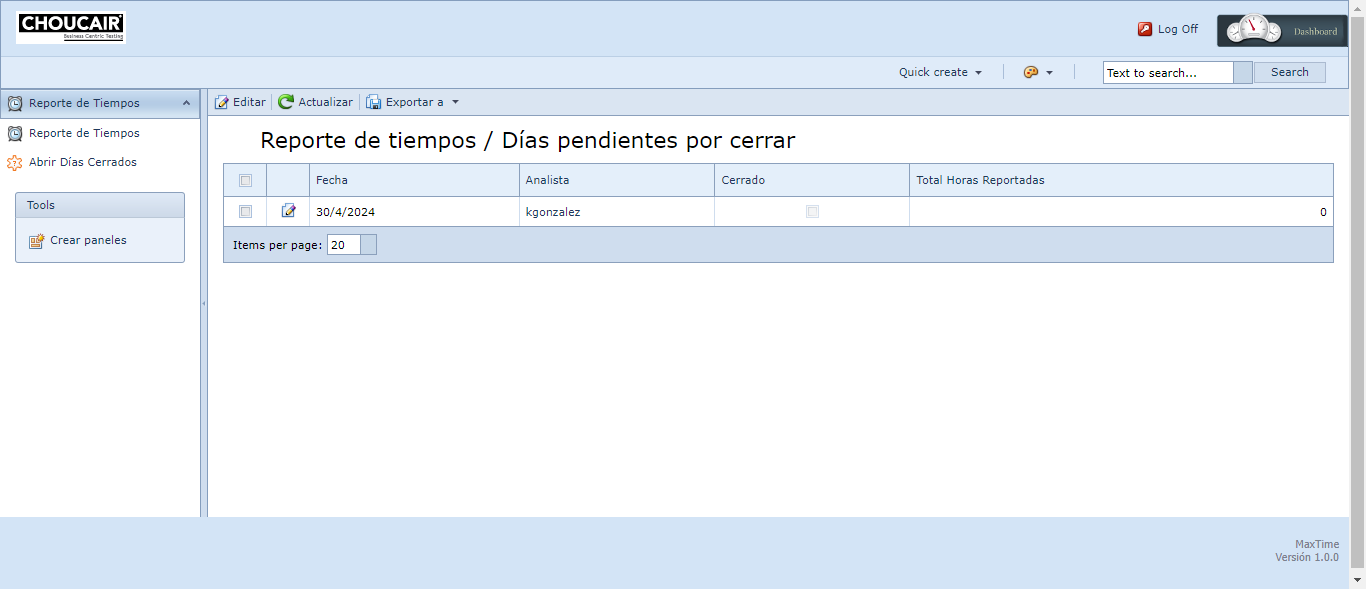 CHOUCAIR
Business Centric Testing
Log Off
Dashboard
Quick create
Text to search...
Search
Reporte de Tiempos
Reporte de Tiempos
Abrir Días Cerrados
Tools
Crear paneles
Editar
Actualizar
Exportar a
Reporte de tiempos / Días pendientes por cerrar
Fecha Analista Cerrado Total Horas Reportadas
30/4/2024 kgonzalez 0
Items per page: 20
MaxTime
Versión 1.0.0